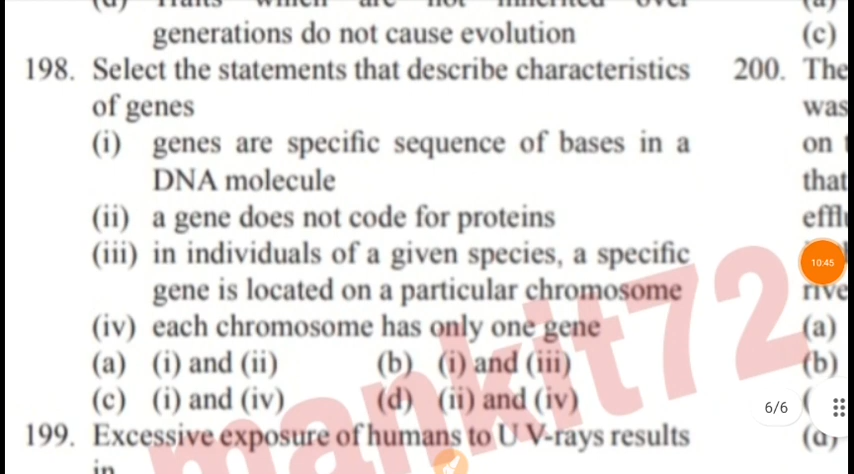 generations do not cause evolution
198. Select the statements that describe characteristics
of genes
(i) genes are specific sequence of bases in a
DNA molecule
(ii) a gene does not code for proteins
(iii) in individuals of a given species, a specific
gene is located on a particular chromosome
(iv) each chromosome has only one gene
(a) (i) and (ii) (b) (i) and (iii)
(c) (i) and (iv) (d) (ii) and (iv)
199. Excessive exposure of humans to U V-rays results
in
(c)
200. The
was
on
that
10:45
(a)
(b)
6/6
(d)
mankit72